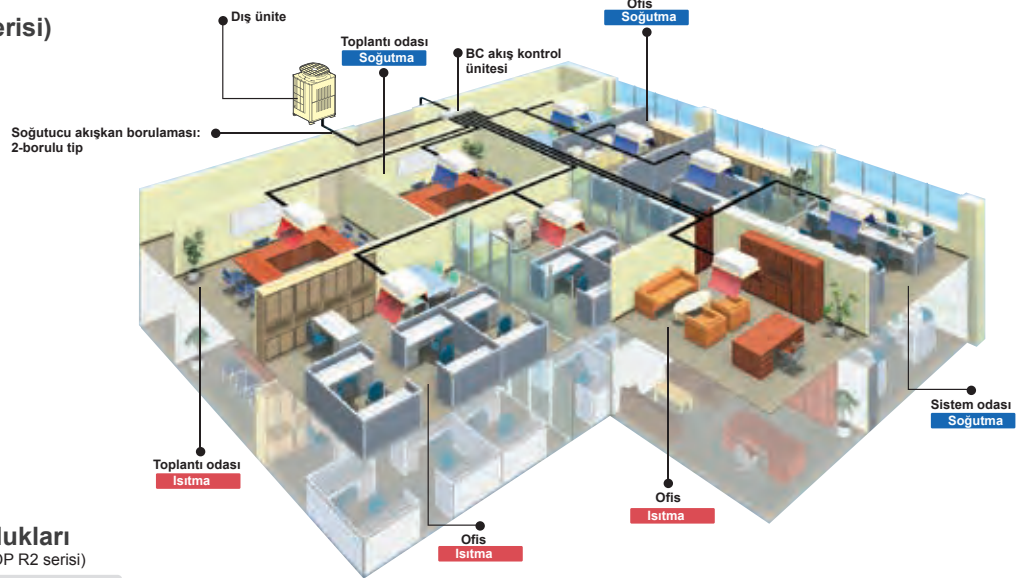 erisi)
Dış ünite
Toplantı odası
Soğutma
BC akış kontrol
ünitesi
Ofis
Soğutma
Soğutucu akışkan borulaması:
2-borulu tip
Sistem odası
Soğutma
Toplantı odası
Isıtma
Ofis
Isıtma
Ofis
Isıtma
lukları
OP R2 serisi)